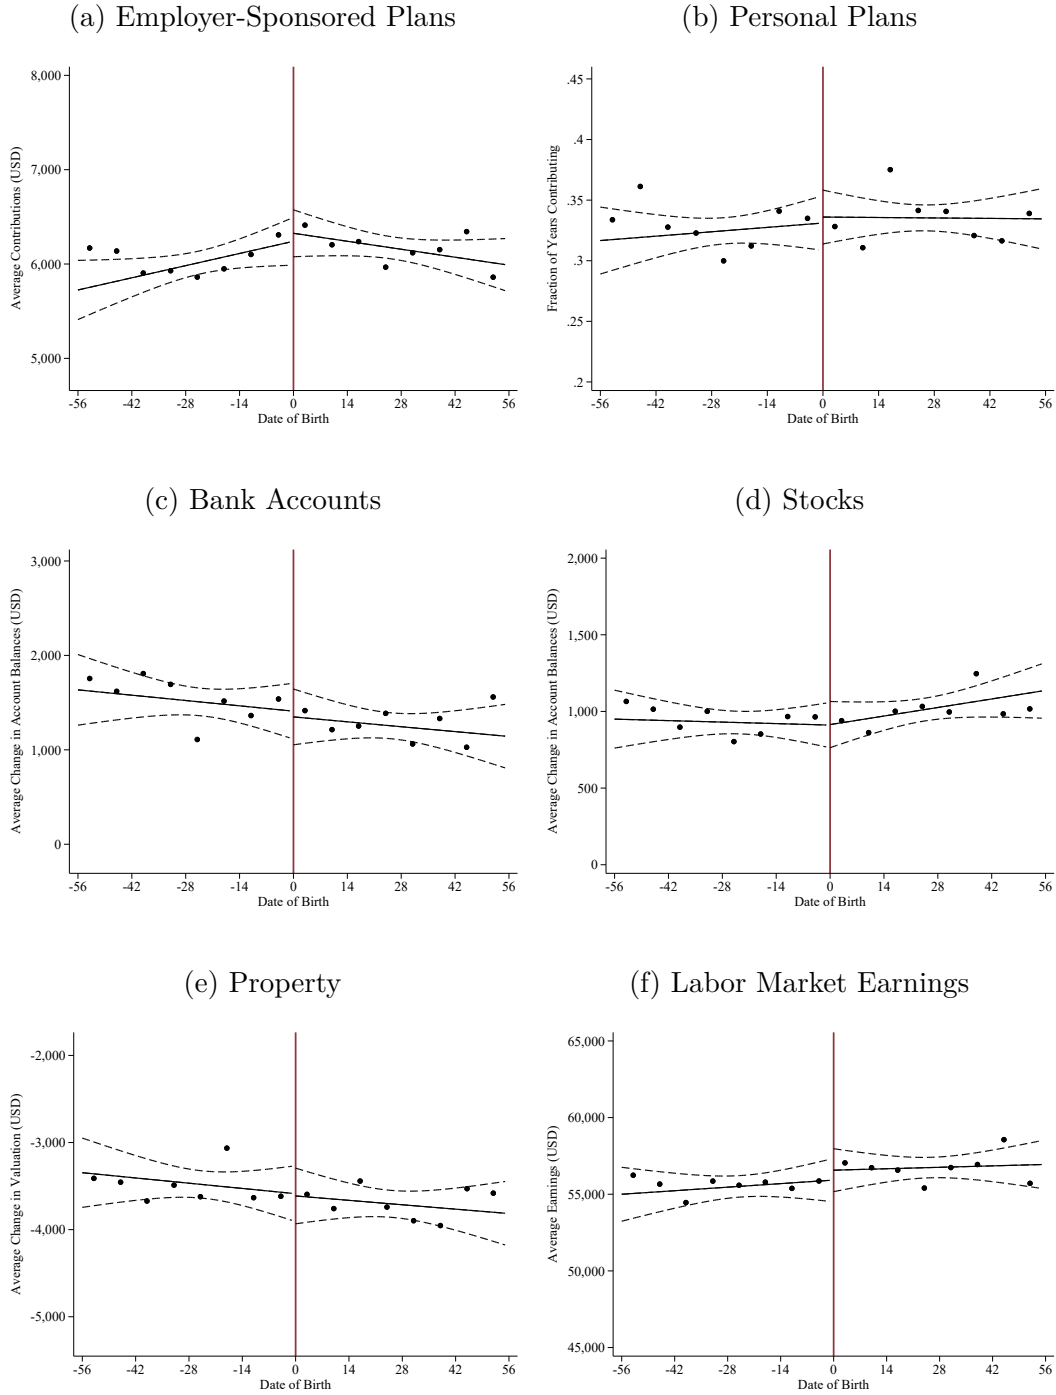 (a) Employer-Sponsored Plans
8,000
7,000
6,000
5,000
Average Contributions (USD)
-56 -42 -28 -14 0 14 28 42 56
Date of Birth
(b) Personal Plans
.45
.4
.35
.3
.25
.2
Fraction of Years Contributing
-56 -42 -28 -14 0 14 28 42 56
Date of Birth
(c) Bank Accounts
3,000
2,000
1,000
0
Average Change in Account Balances (USD)
-56 -42 -28 -14 0 14 28 42 56
Date of Birth
(d) Stocks
2,000
1,500
1,000
500
0
Average Change in Account Balances (USD)
-56 -42 -28 -14 0 14 28 42 56
Date of Birth
(e) Property
-2,000
-3,000
-4,000
-5,000
Average Change in Valuation (USD)
-56 -42 -28 -14 0 14 28 42 56
Date of Birth
(f) Labor Market Earnings
65,000
60,000
55,000
50,000
45,000
Average Earnings (USD)
-56 -42 -28 -14 0 14 28 42 56
Date of Birth